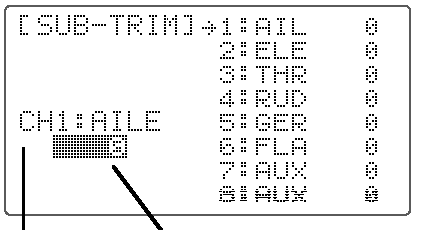 [SUB-TRIM]→1:AIL 0
2:ELE 0
3:THR 0
4:RUD 0
CH1:AILE 5:GER 0
6:FLA 0
7:AUX 0
8:AUX 0